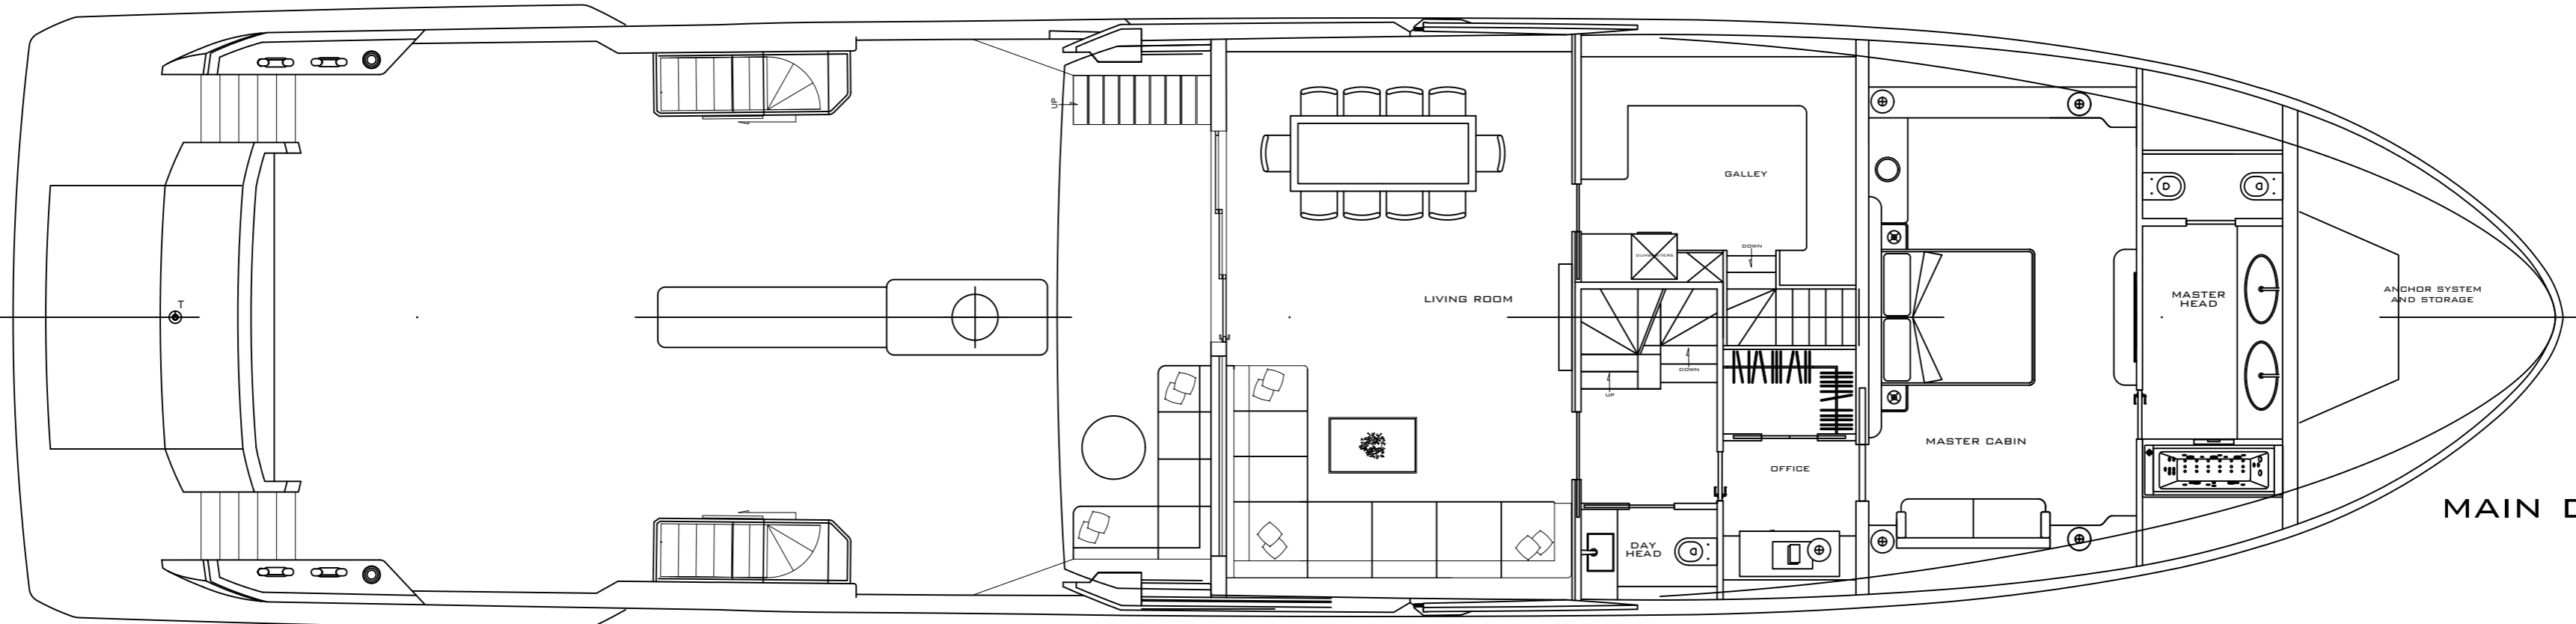 UP
T
GALLEY
DOWN
DUMBWAITERS
LIVING ROOM
MASTER
HEAD
ANCHOR SYSTEM
AND STORAGE
DOWN
UP
MASTER CABIN
OFFICE
MAIN D
DAY
HEAD